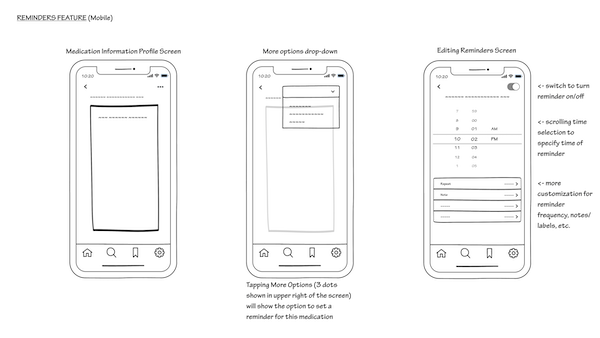 REMINDERS FEATURE (Mobile)
Medication Information Profile Screen
More options drop-down
Editing Reminders Screen
10:20
10:20
10:20
<- switch to turn
reminder on/off
<- scrolling time
selection to
specify time of
reminder
7 59
8 00
9 01 AM
10 02 PM
11 03
12 04
<- more
customization for
reminder
frequency, notes/
labels, etc.
Repeat
Tapping More Options (3 dots
shown in upper right of the screen)
will show the option to set a
reminder for this medication